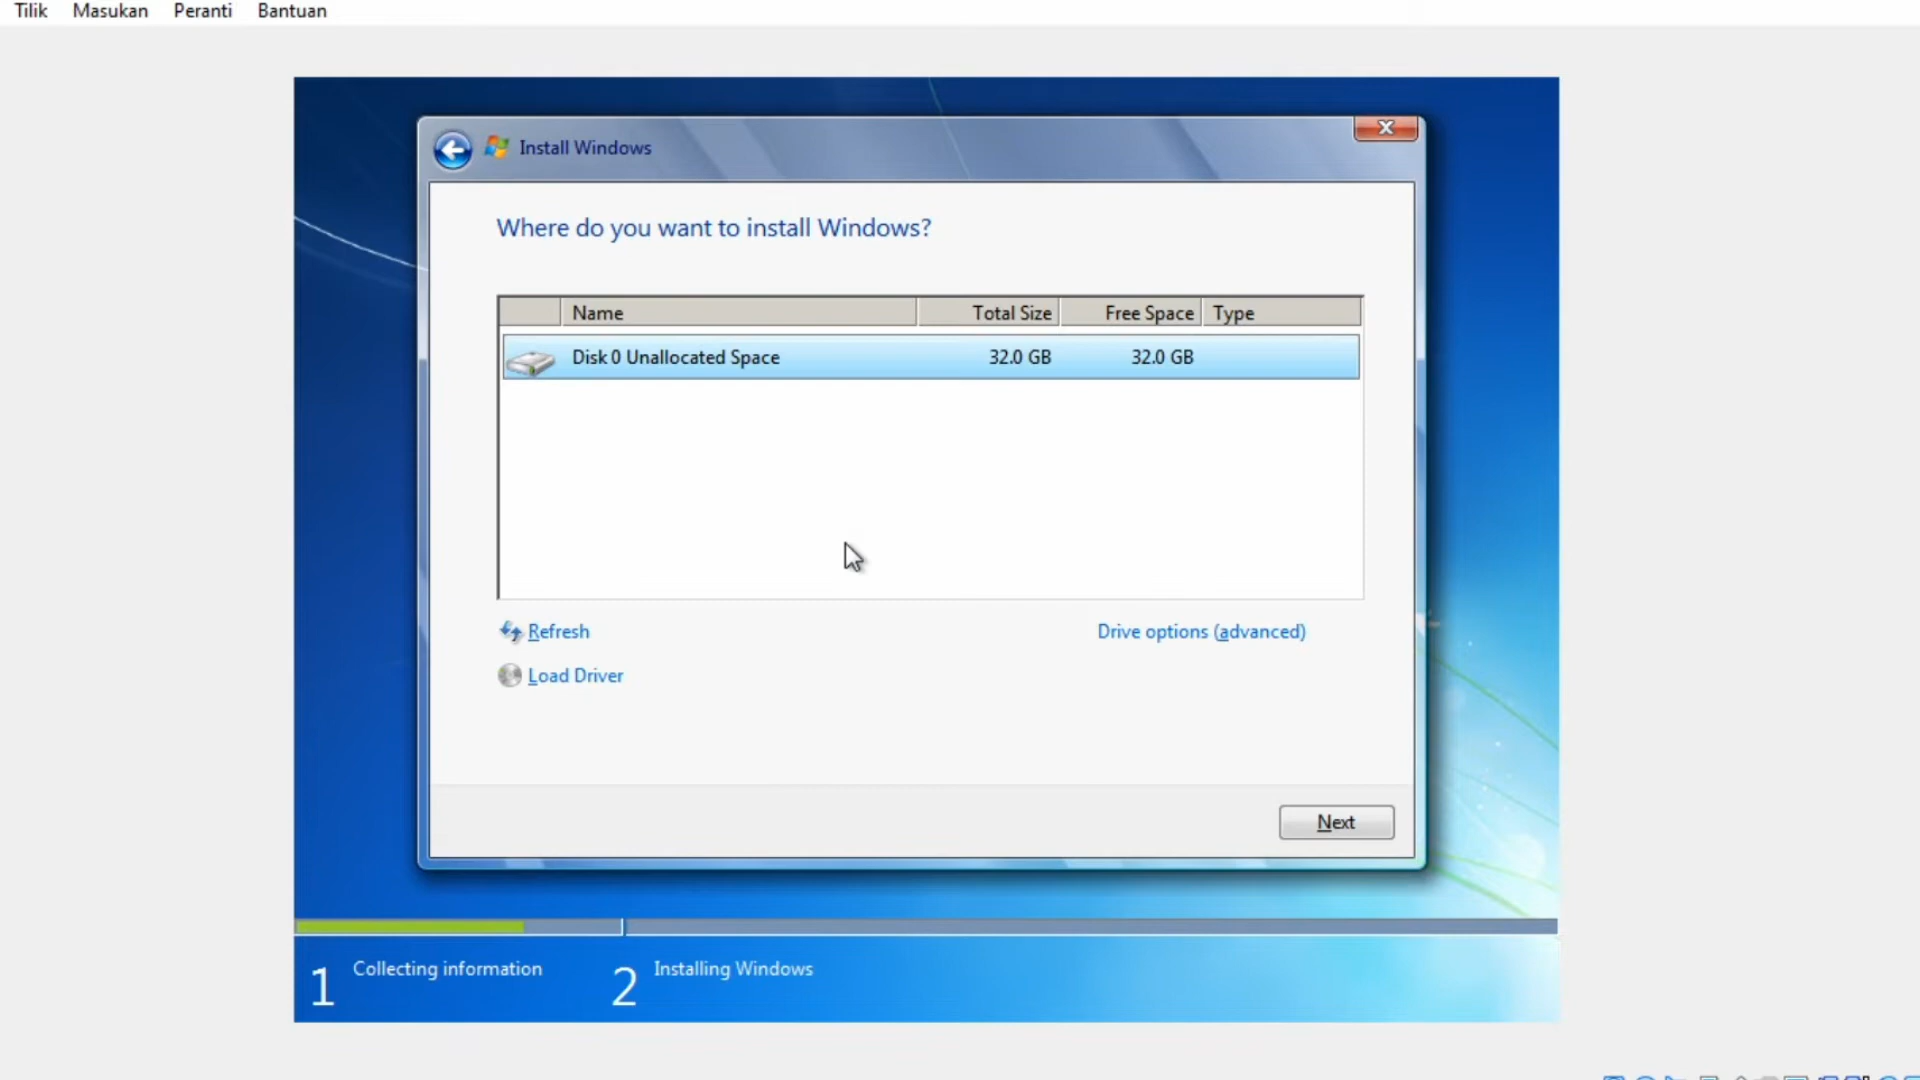 Tilik Masukan Peranti Bantuan
Install Windows
Where do you want to install Windows?
Name Total Size Free Space Type
Disk 0 Unallocated Space 32.0 GB 32.0 GB
Refresh Drive options (advanced)
Load Driver
Next
1 Collecting information 2 Installing Windows